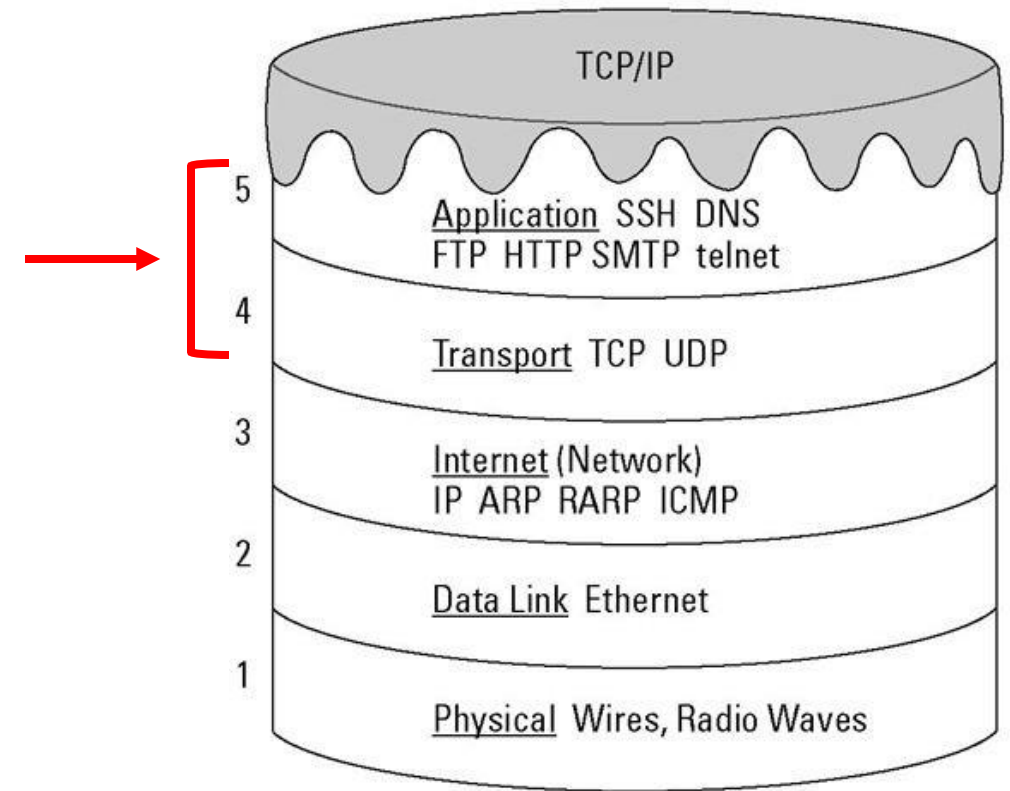 TCP/IP
5
Application SSH DNS
FTP HTTP SMTP telnet
4
Transport TCP UDP
3
Internet (Network)
IP ARP RARP ICMP
2
Data Link Ethernet
1
Physical Wires, Radio Waves